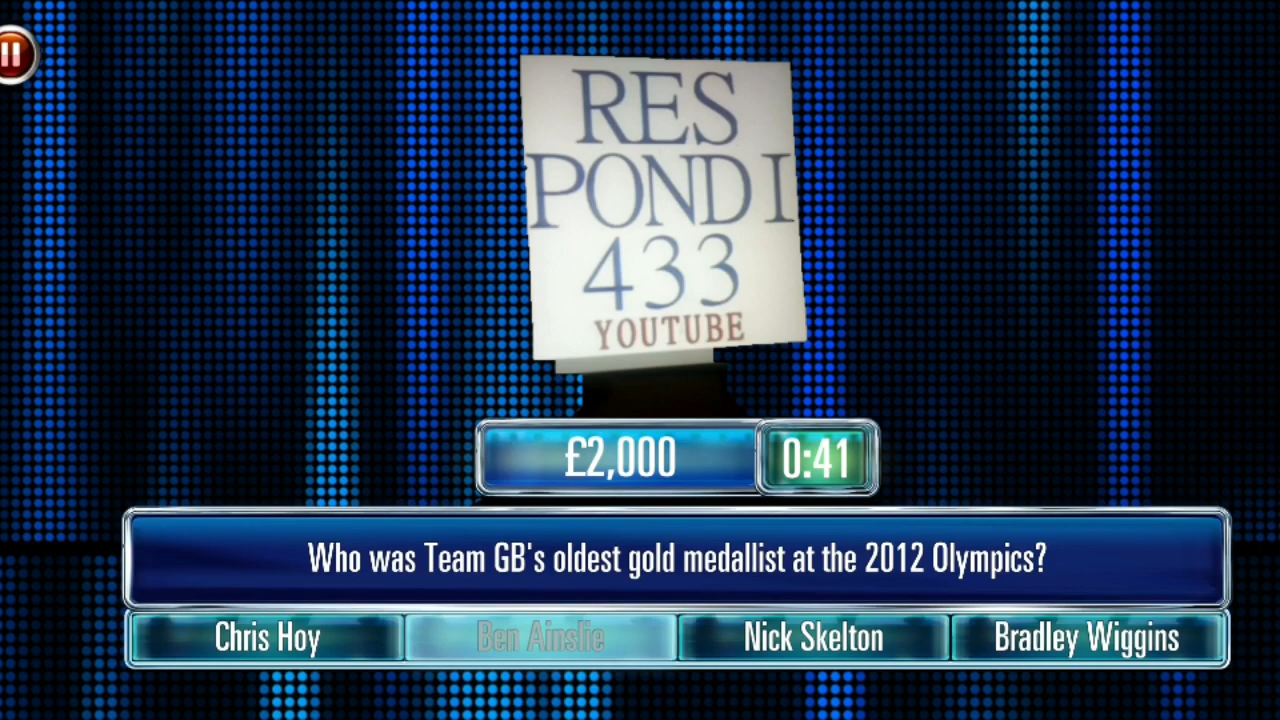 RES
POND I
433
YOUTUBE
£2,000 0:41
Who was Team GB's oldest gold medallist at the 2012 Olympics?
Chris Hoy Ben Ainslie Nick Skelton Bradley Wiggins